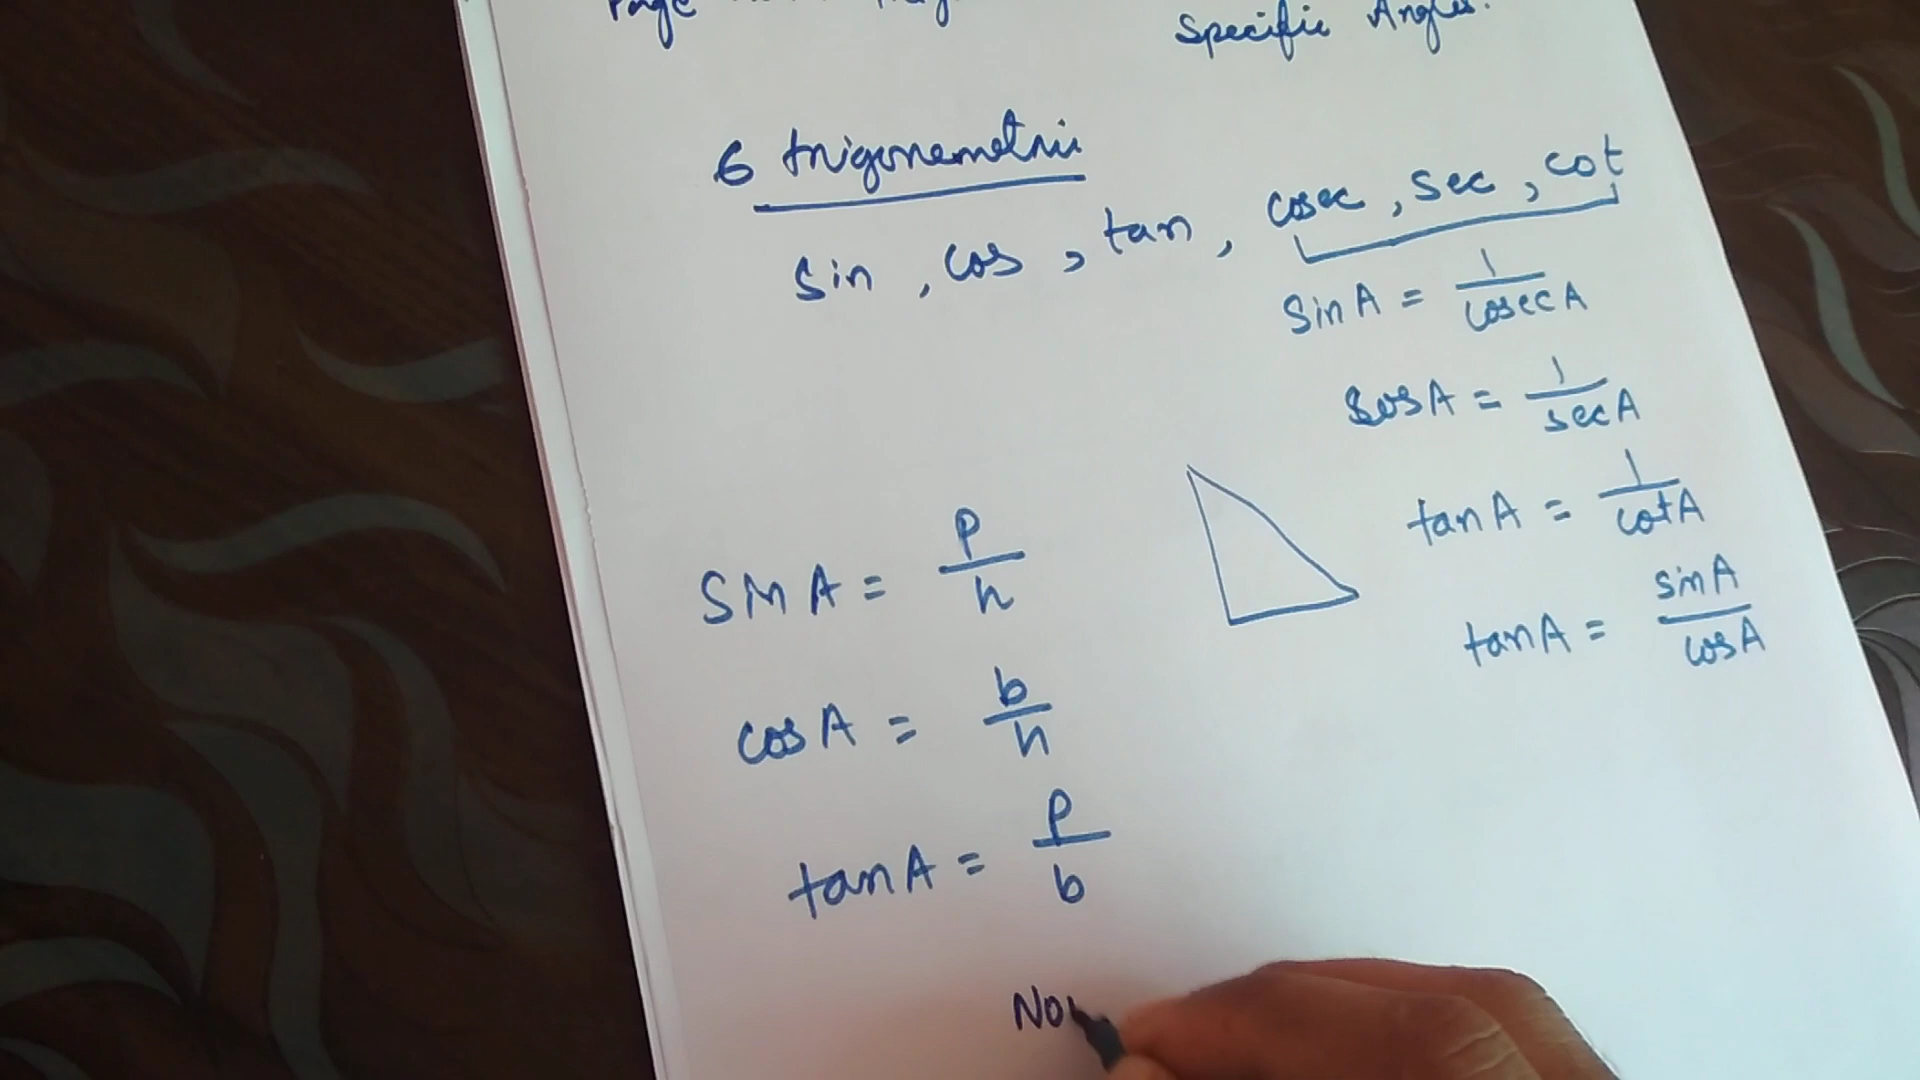 Page
Specific Angles.
6 trigonometric
sin , cos , tan , cosec , sec , cot
sin A = 1/cosec A
cos A = 1/sec A
tan A = 1/cot A
tan A = sin A/cos A
sin A = p/h
cos A = b/h
tan A = p/b